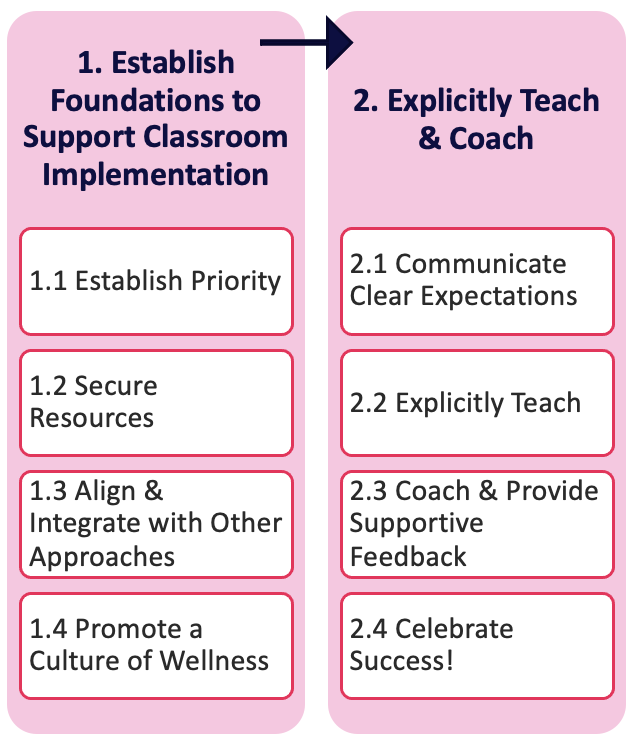 1. Establish
Foundations to
Support Classroom
Implementation
1.1 Establish Priority
1.2 Secure
Resources
1.3 Align &
Integrate with Other
Approaches
1.4 Promote a
Culture of Wellness
2. Explicitly Teach
& Coach
2.1 Communicate
Clear Expectations
2.2 Explicitly Teach
2.3 Coach & Provide
Supportive
Feedback
2.4 Celebrate
Success!